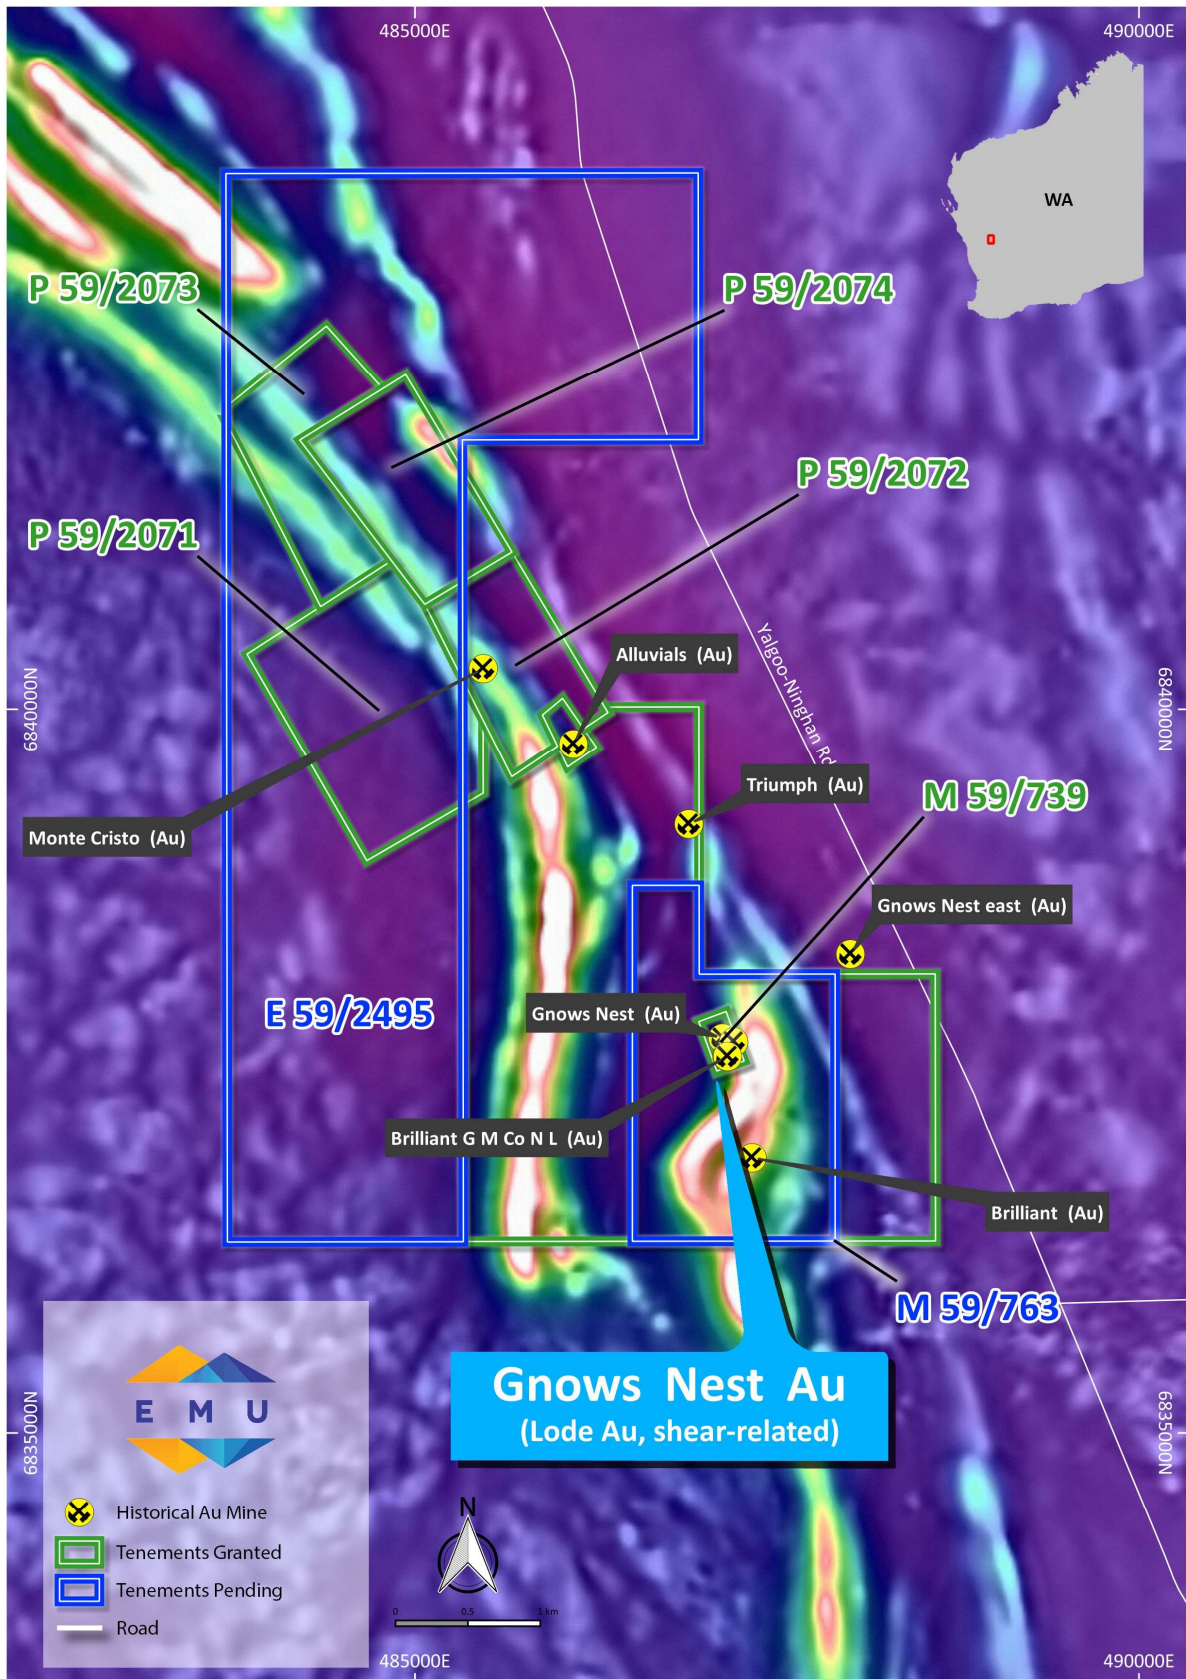 485000E
490000E
WA
P 59/2073
P 59/2074
P 59/2072
P 59/2071
Alluvials (Au)
Yalgoo-Ninghan Rd
6840000N
6840000N
Triumph (Au)
M 59/739
Monte Cristo (Au)
Gnows Nest east (Au)
E 59/2495
Gnows Nest (Au)
Brilliant G M Co N L (Au)
Brilliant (Au)
M 59/763
Gnows Nest Au
(Lode Au, shear-related)
EMU
6835000N
6835000N
Historical Au Mine
Tenements Granted
Tenements Pending
Road
N
0 0.5 1 km
485000E
490000E